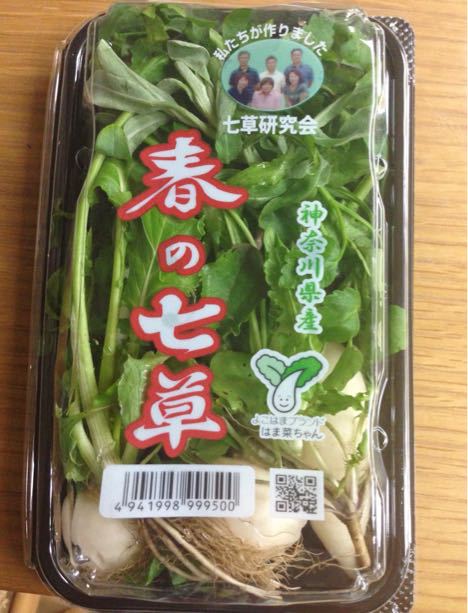 私たちが作りました
七草研究会
春の七草
神奈川県産
よこはまブランド
はま菜ちゃん
4 941998 999500